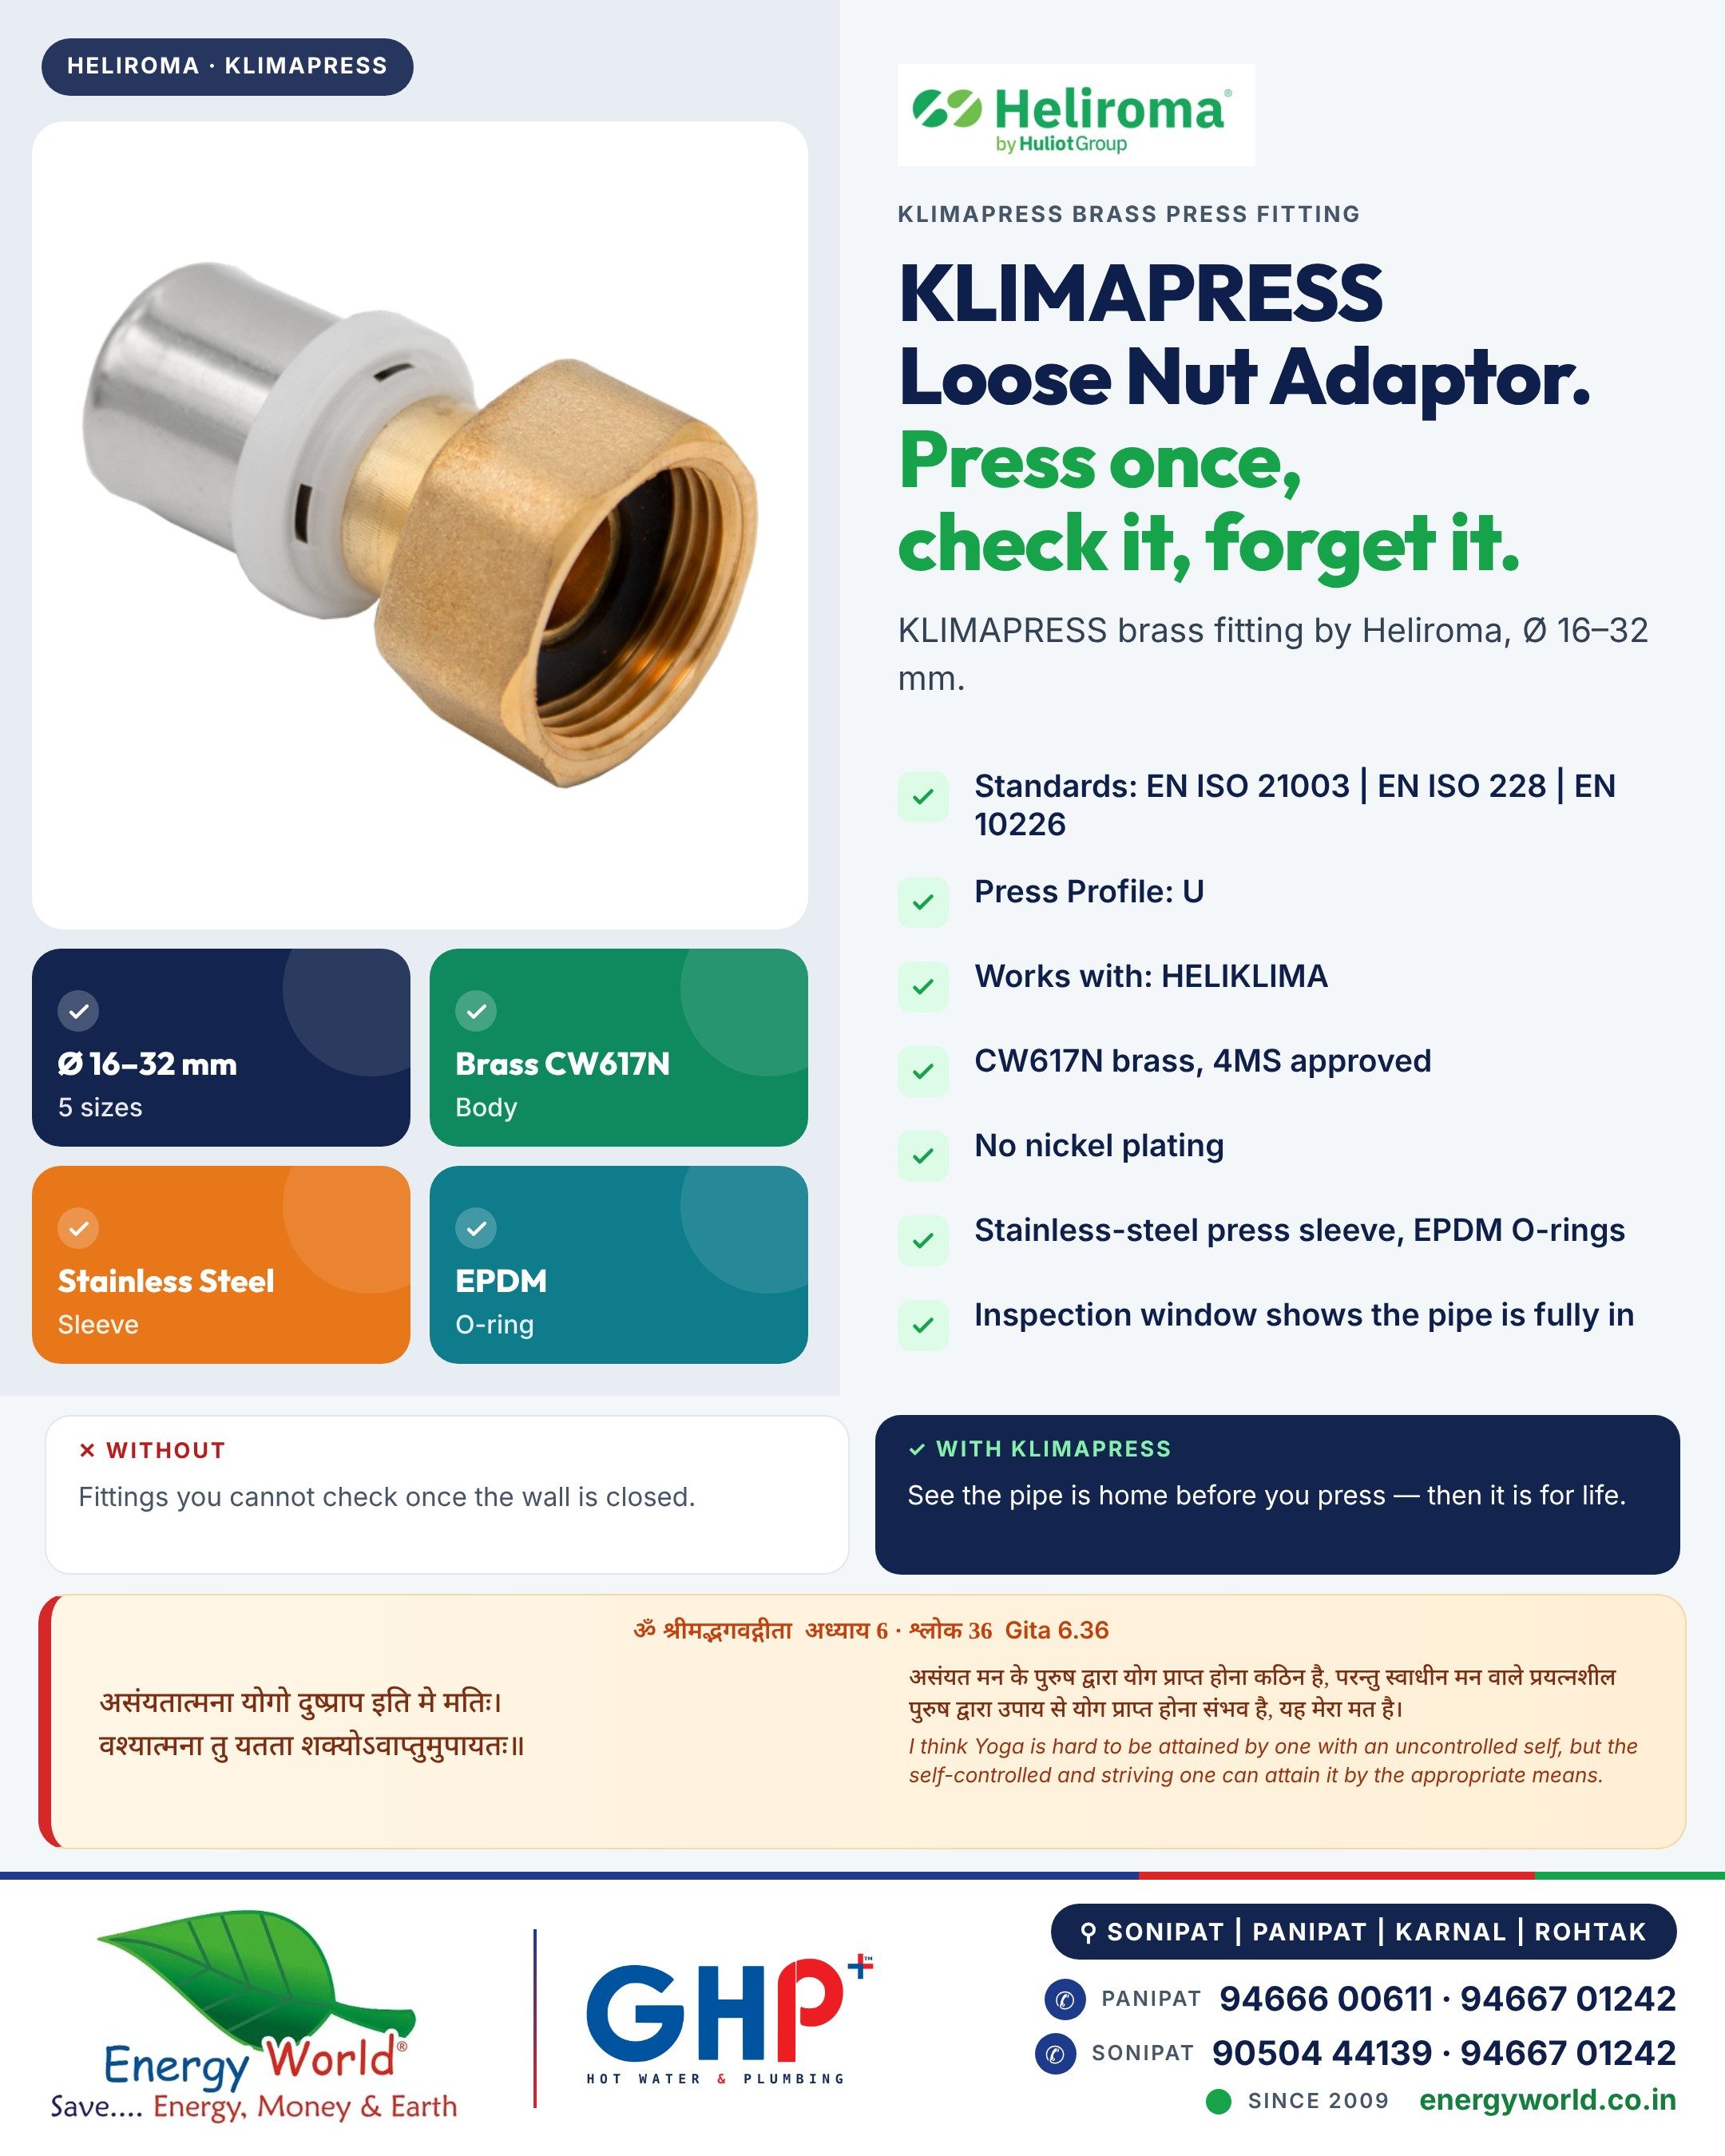 HELIROMA · KLIMAPRESS
Heliroma®
by Huliot Group
KLIMAPRESS BRASS PRESS FITTING
KLIMAPRESS
Loose Nut Adaptor.
Press once,
check it, forget it.
KLIMAPRESS brass fitting by Heliroma, Ø 16–32
mm.
Standards: EN ISO 21003 | EN ISO 228 | EN
10226
Press Profile: U
Works with: HELIKLIMA
CW617N brass, 4MS approved
No nickel plating
Stainless-steel press sleeve, EPDM O-rings
Inspection window shows the pipe is fully in
Ø 16–32 mm
5 sizes
Brass CW617N
Body
Stainless Steel
Sleeve
EPDM
O-ring
✕ WITHOUT
Fittings you cannot check once the wall is closed.
✓ WITH KLIMAPRESS
See the pipe is home before you press — then it is for life.
ॐ श्रीमद्भगवद्गीता अध्याय 6 · श्लोक 36 Gita 6.36
असंयतात्मना योगो दुष्प्राप इति मे मतिः।
वश्यात्मना तु यतता शक्योऽवाप्तुमुपायतः॥
असंयत मन के पुरुष द्वारा योग प्राप्त होना कठिन है, परन्तु स्वाधीन मन वाले प्रयत्नशील
पुरुष द्वारा उपाय से योग प्राप्त होना संभव है, यह मेरा मत है।
I think Yoga is hard to be attained by one with an uncontrolled self, but the
self-controlled and striving one can attain it by the appropriate means.
Energy World®
Save.... Energy, Money & Earth
GHP+™
HOT WATER & PLUMBING
SONIPAT | PANIPAT | KARNAL | ROHTAK
PANIPAT 94666 00611 · 94667 01242
SONIPAT 90504 44139 · 94667 01242
SINCE 2009 energyworld.co.in